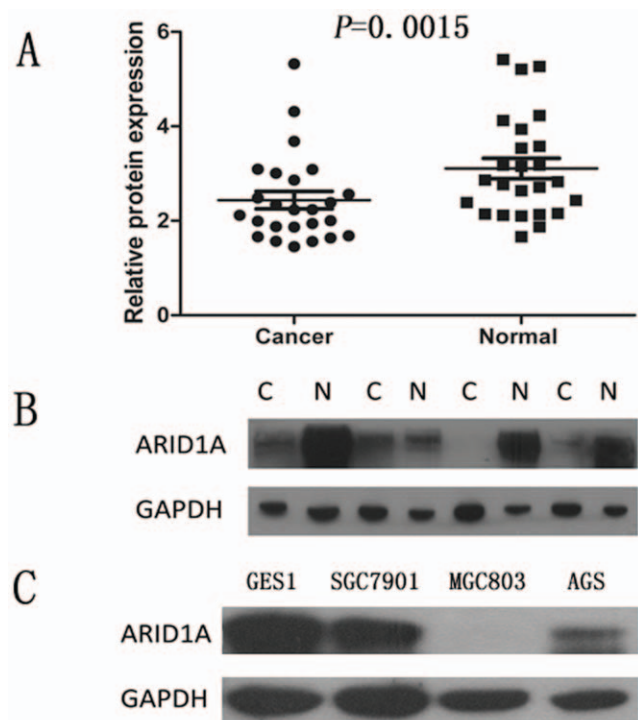 A
P=0.0015
Relative protein expression
6
4
2
0
Cancer Normal
B
C N C N C N C N
ARID1A
GAPDH
C
GES1 SGC7901 MGC803 AGS
ARID1A
GAPDH